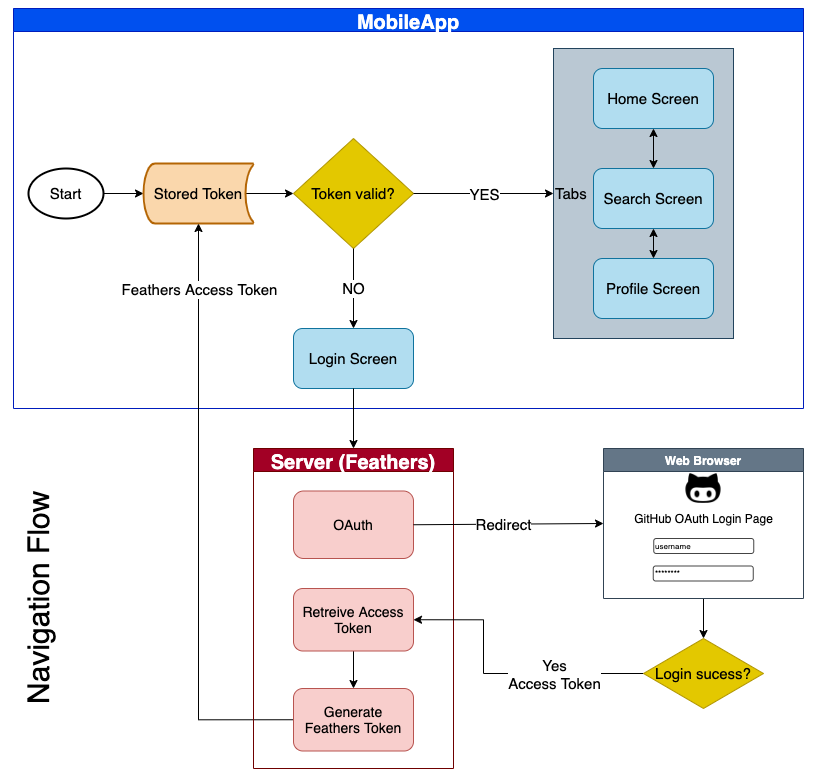 MobileApp
Start
Stored Token
Token valid?
YES
Tabs
Home Screen
Search Screen
Profile Screen
Feathers Access Token
NO
Login Screen
Navigation Flow
Server (Feathers)
OAuth
Redirect
Web Browser
GitHub OAuth Login Page
username
********
Retreive Access
Token
Yes
Access Token
Login sucess?
Generate
Feathers Token